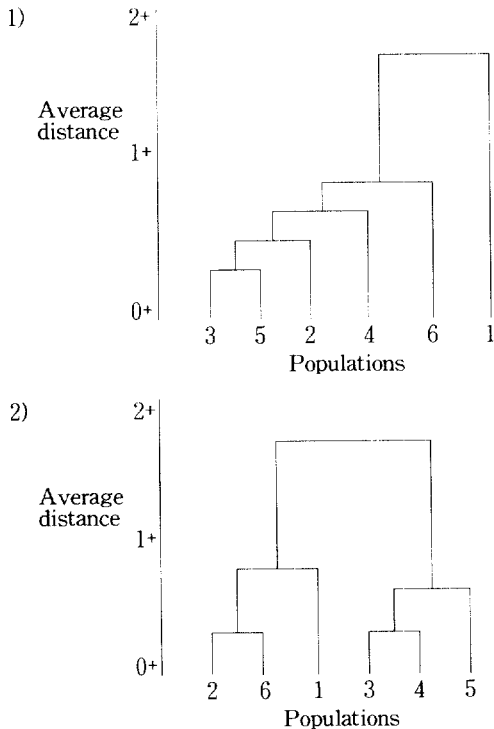 1)
2+
Average
distance
1+
0+
3 5 2 4 6 1
Populations
2)
2+
Average
distance
1+
0+
2 6 1 3 4 5
Populations